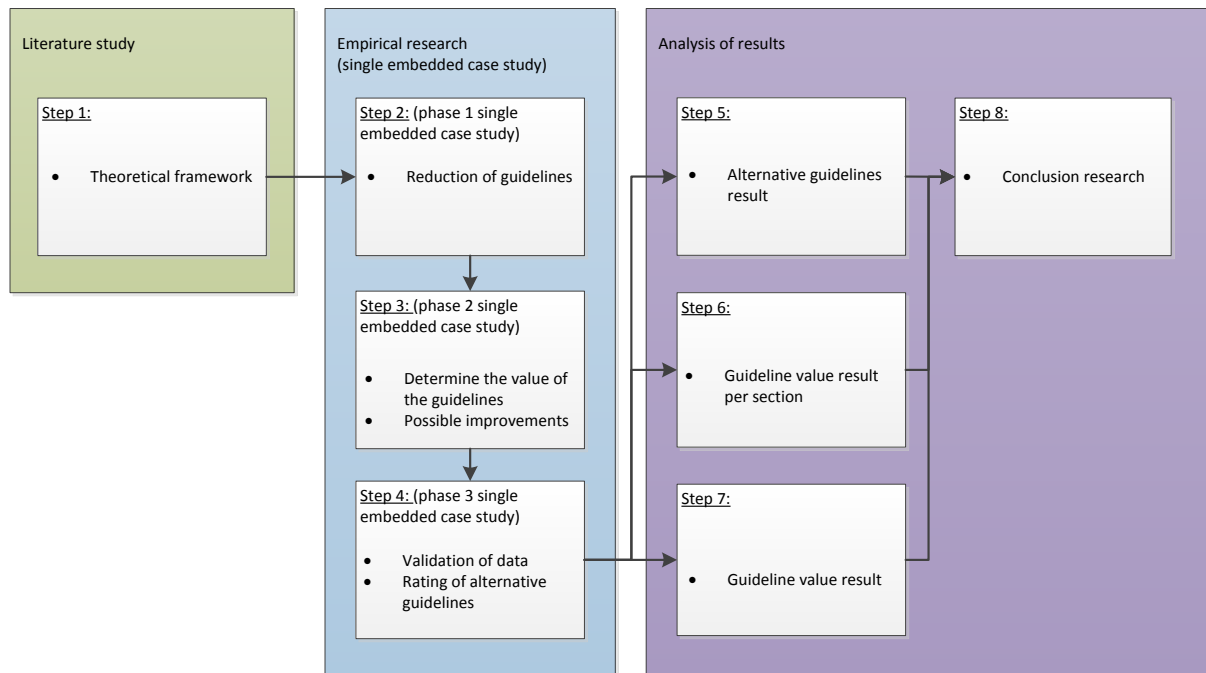 Literature study
Step 1:
• Theoretical framework
Empirical research
(single embedded case study)
Step 2: (phase 1 single
embedded case study)
• Reduction of guidelines
Step 3: (phase 2 single
embedded case study)
• Determine the value of
the guidelines
• Possible improvements
Step 4: (phase 3 single
embedded case study)
• Validation of data
• Rating of alternative
guidelines
Analysis of results
Step 5:
• Alternative guidelines
result
Step 6:
• Guideline value result
per section
Step 7:
• Guideline value result
Step 8:
• Conclusion research